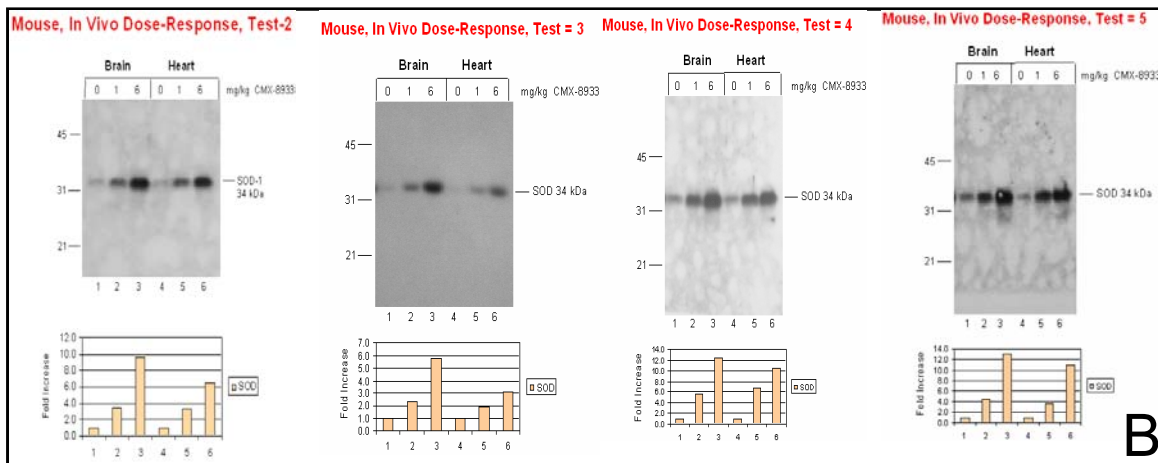 Mouse, In Vivo Dose-Response, Test-2
Brain Heart
0 1 6 0 1 6 mg/kg CMX-8933
45
31
21
SOD-1
34 kDa
1 2 3 4 5 6
12.0
10.0
8.0
6.0
4.0
2.0
0.0
Fold Increase
SOD
1 2 3 4 5 6
Mouse, In Vivo Dose-Response, Test = 3
Brain Heart
0 1 6 0 1 6 mg/kg CMX-8933
45
31
21
SOD 34 kDa
1 2 3 4 5 6
7.0
6.0
5.0
4.0
3.0
2.0
1.0
0.0
Fold Increase
SOD
1 2 3 4 5 6
Mouse, In Vivo Dose-Response, Test = 4
Brain Heart
0 1 6 0 1 6 mg/kg CMX-8933
45
31
21
SOD 34 kDa
1 2 3 4 5 6
14.0
12.0
10.0
8.0
6.0
4.0
2.0
0.0
Fold Increase
SOD
1 2 3 4 5 6
Mouse, In Vivo Dose-Response, Test = 5
Brain Heart
0 1 6 0 1 6 mg/kg CMX-8933
45
31
21
SOD 34 kDa
1 2 3 4 5 6
14.0
12.0
10.0
8.0
6.0
4.0
2.0
0.0
Fold Increase
SOD
1 2 3 4 5 6
B